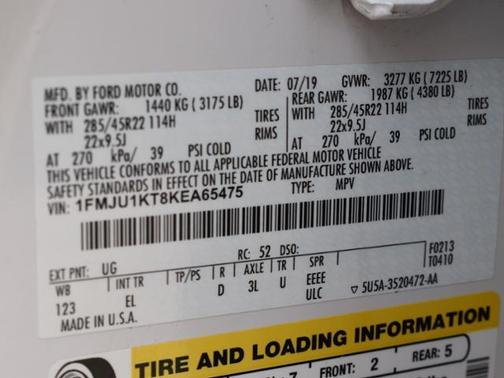 MFD. BY FORD MOTOR CO.
DATE: 07/19 GVWR: 3277 KG (7225 LB)
FRONT GAWR: 1440 KG (3175 LB)
REAR GAWR: 1987 KG (4380 LB)
WITH 285/45R22 114H TIRES
WITH 285/45R22 114H TIRES
22x9.5J RIMS
22x9.5J RIMS
AT 270 kPa/ 39 PSI COLD
AT 270 kPa/ 39 PSI COLD
THIS VEHICLE CONFORMS TO ALL APPLICABLE FEDERAL MOTOR VEHICLE
SAFETY STANDARDS IN EFFECT ON THE DATE OF MANUFACTURE SHOWN ABOVE.
VIN: 1FMJU1KT8KEA65475 TYPE: MPV
EXT PNT: UG RC: 52 DSO: F0213
T0410
WB INT TR TP/PS R AXLE TR SPR
123 EL D 3L U EEEE
ULC ▽ 5U5A-3520472-AA
MADE IN U.S.A.
TIRE AND LOADING INFORMATION
FRONT: 2 REAR: 5